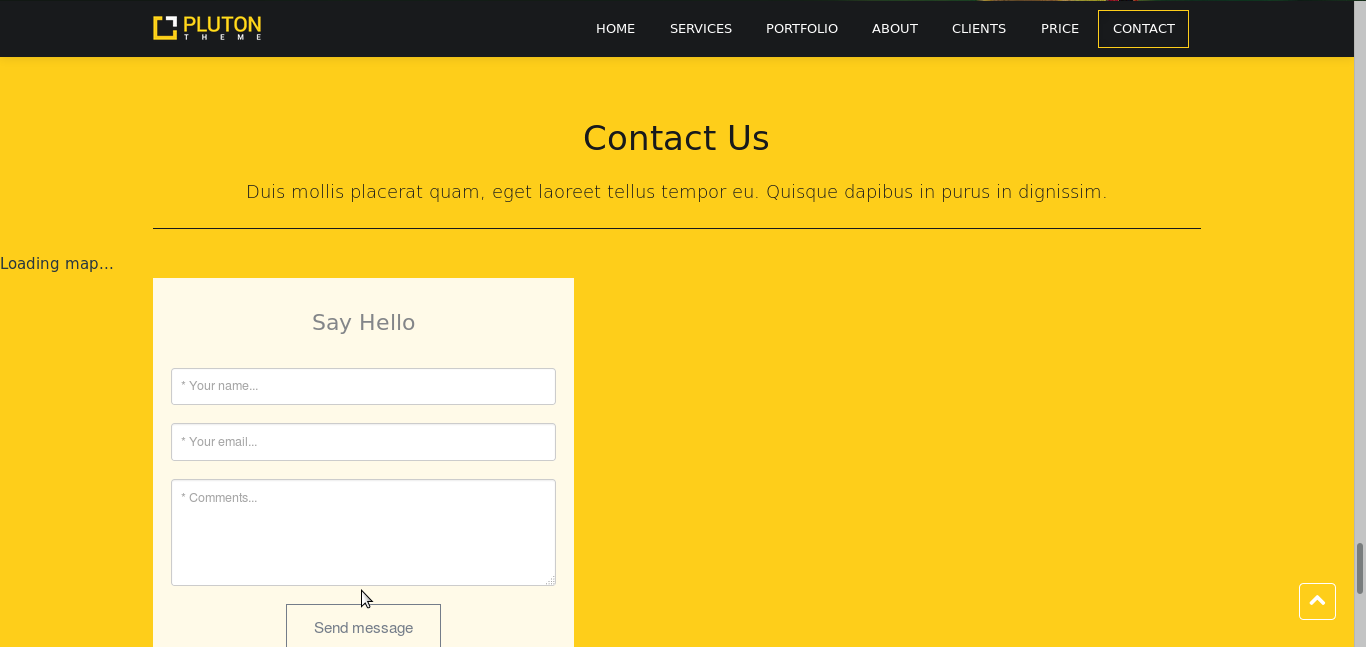 PLUTON
THEME
HOME SERVICES PORTFOLIO ABOUT CLIENTS PRICE CONTACT
Contact Us
Duis mollis placerat quam, eget laoreet tellus tempor eu. Quisque dapibus in purus in dignissim.
Loading map...
Say Hello
* Your name...
* Your email...
* Comments...
Send message